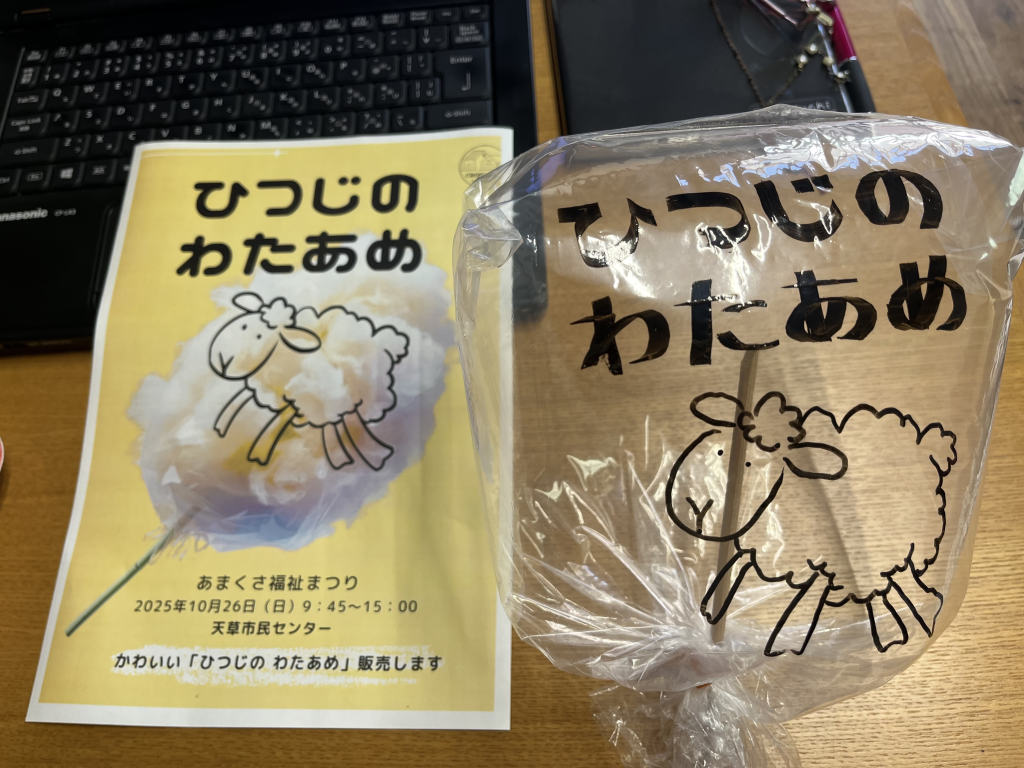 ひつじの
わたあめ
あまくさ福祉まつり
2025年10月26日（日）9：45～15：00
天草市民センター
かわいい「ひつじの わたあめ」販売します
ひつじの
わたあめ
Panasonic
Enter